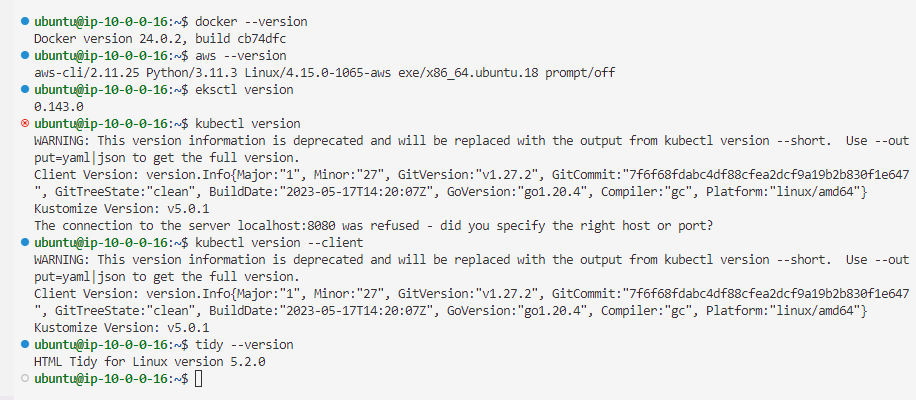 ubuntu@ip-10-0-0-16:~$ docker --version
Docker version 24.0.2, build cb74dfc
ubuntu@ip-10-0-0-16:~$ aws --version
aws-cli/2.11.25 Python/3.11.3 Linux/4.15.0-1065-aws exe/x86_64.ubuntu.18 prompt/off
ubuntu@ip-10-0-0-16:~$ eksctl version
0.143.0
ubuntu@ip-10-0-0-16:~$ kubectl version
WARNING: This version information is deprecated and will be replaced with the output from kubectl version --short.  Use --out
put=yaml|json to get the full version.
Client Version: version.Info{Major:"1", Minor:"27", GitVersion:"v1.27.2", GitCommit:"7f6f68fdabc4df88cfea2dcf9a19b2b830f1e647
", GitTreeState:"clean", BuildDate:"2023-05-17T14:20:07Z", GoVersion:"go1.20.4", Compiler:"gc", Platform:"linux/amd64"}
Kustomize Version: v5.0.1
The connection to the server localhost:8080 was refused - did you specify the right host or port?
ubuntu@ip-10-0-0-16:~$ kubectl version --client
WARNING: This version information is deprecated and will be replaced with the output from kubectl version --short.  Use --out
put=yaml|json to get the full version.
Client Version: version.Info{Major:"1", Minor:"27", GitVersion:"v1.27.2", GitCommit:"7f6f68fdabc4df88cfea2dcf9a19b2b830f1e647
", GitTreeState:"clean", BuildDate:"2023-05-17T14:20:07Z", GoVersion:"go1.20.4", Compiler:"gc", Platform:"linux/amd64"}
Kustomize Version: v5.0.1
ubuntu@ip-10-0-0-16:~$ tidy --version
HTML Tidy for Linux version 5.2.0
ubuntu@ip-10-0-0-16:~$